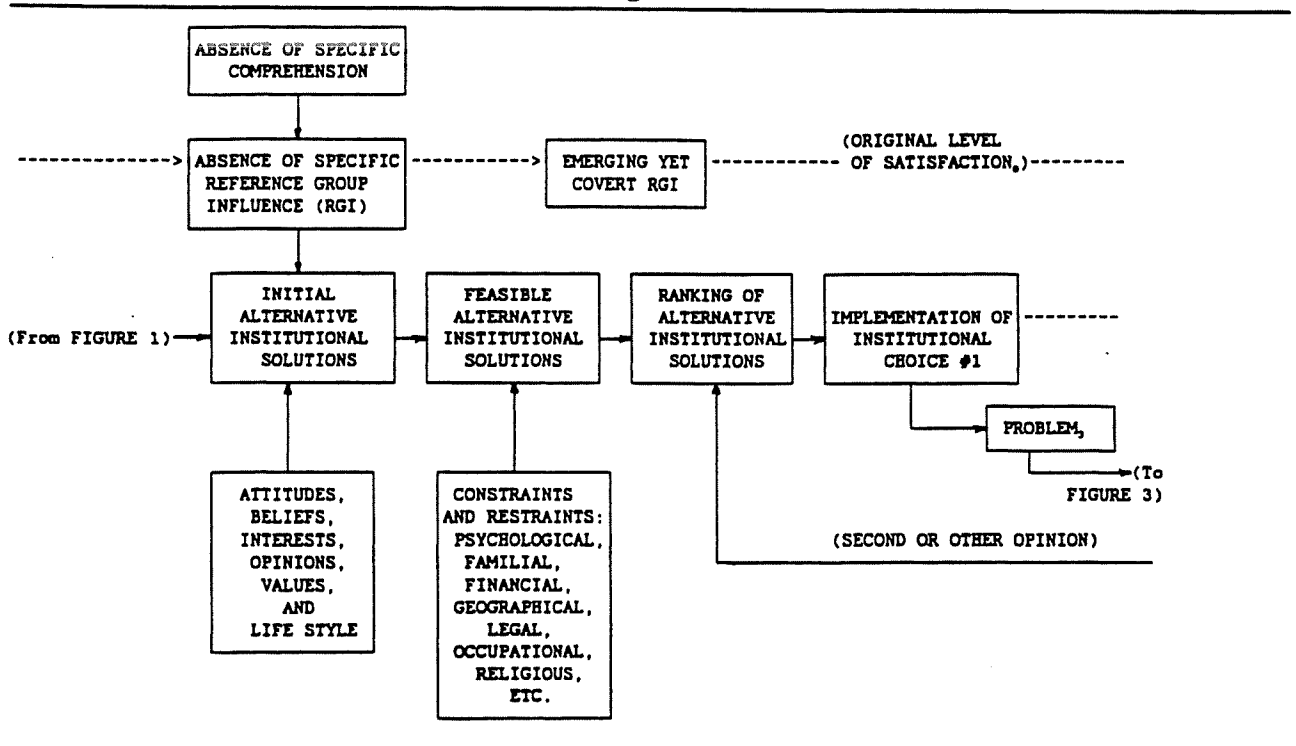 ABSENCE OF SPECIFIC
COMPREHENSION
ABSENCE OF SPECIFIC
REFERENCE GROUP
INFLUENCE (RGI)
EMERGING YET
COVERT RGI
(ORIGINAL LEVEL
OF SATISFACTION.)
(From FIGURE 1)
INITIAL
ALTERNATIVE
INSTITUTIONAL
SOLUTIONS
FEASIBLE
ALTERNATIVE
INSTITUTIONAL
SOLUTIONS
RANKING OF
ALTERNATIVE
INSTITUTIONAL
SOLUTIONS
IMPLEMENTATION OF
INSTITUTIONAL
CHOICE #1
PROBLEM,
(To
FIGURE 3)
ATTITUDES,
BELIEFS,
INTERESTS,
OPINIONS,
VALUES,
AND
LIFE STYLE
CONSTRAINTS
AND RESTRAINTS:
PSYCHOLOGICAL,
FAMILIAL,
FINANCIAL,
GEOGRAPHICAL,
LEGAL,
OCCUPATIONAL,
RELIGIOUS,
ETC.
(SECOND OR OTHER OPINION)